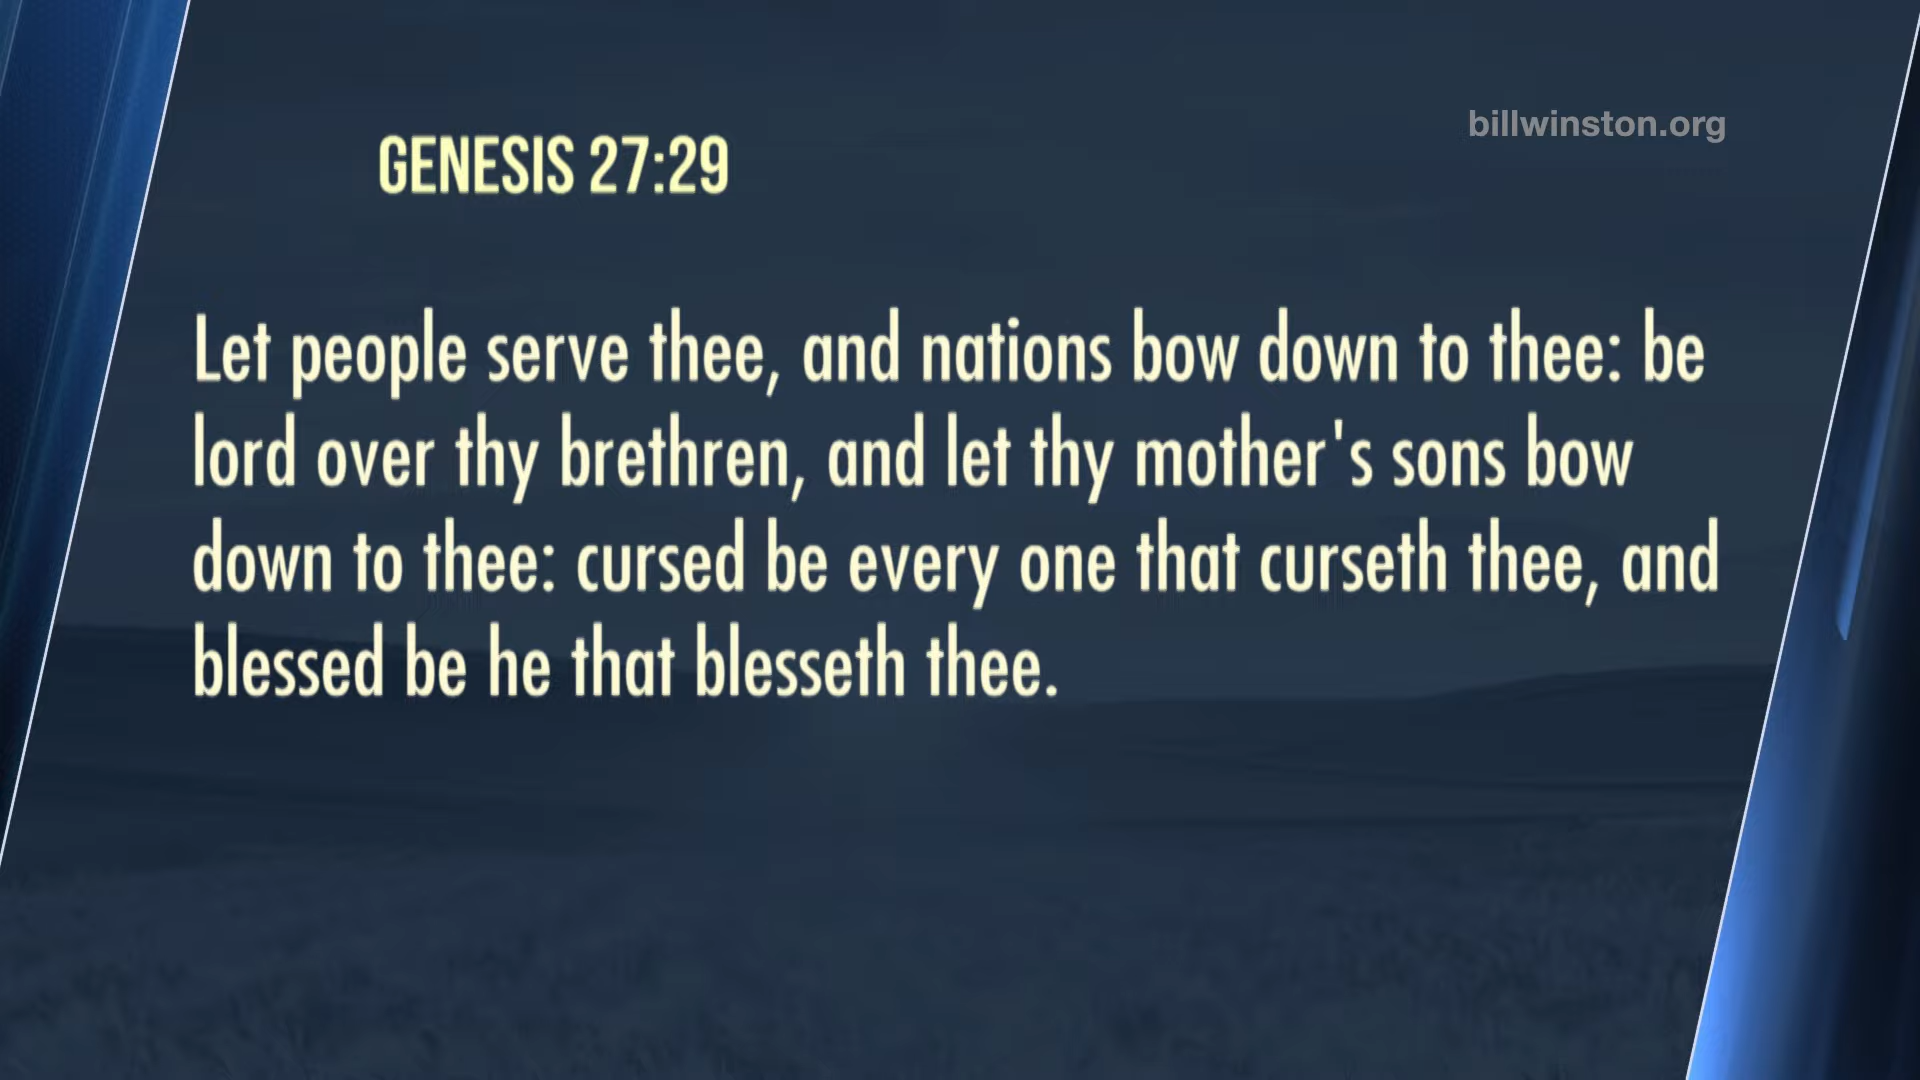 billwinston.org
GENESIS 27:29
Let people serve thee, and nations bow down to thee: be
lord over thy brethren, and let thy mother's sons bow
down to thee: cursed be every one that curseth thee, and
blessed be he that blesseth thee.